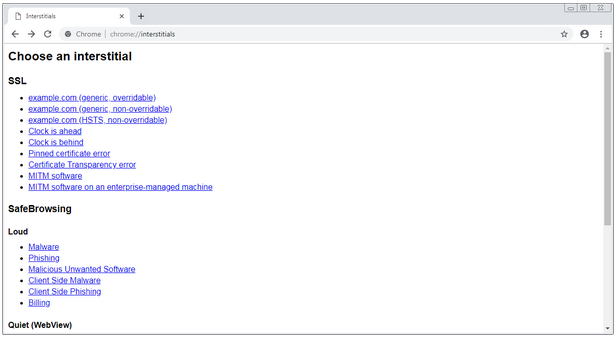 Interstitials
Chrome | chrome://interstitials
Choose an interstitial
SSL
example.com (generic, overridable)
example.com (generic, non-overridable)
example.com (HSTS, non-overridable)
Clock is ahead
Clock is behind
Pinned certificate error
Certificate Transparency error
MITM software
MITM software on an enterprise-managed machine
SafeBrowsing
Loud
Malware
Phishing
Malicious Unwanted Software
Client Side Malware
Client Side Phishing
Billing
Quiet (WebView)